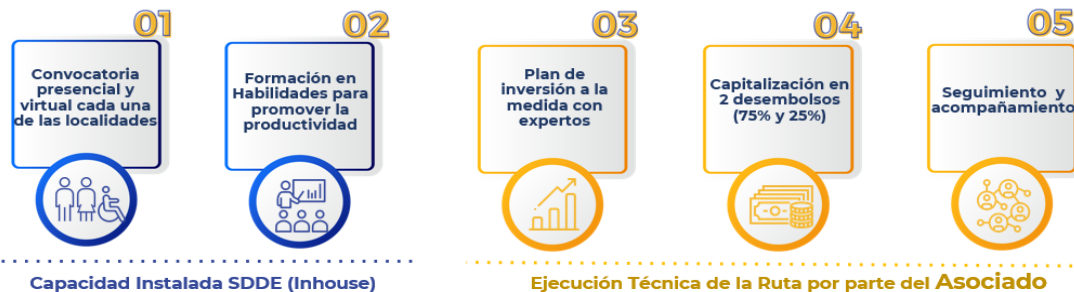 01
Convocatoria
presencial y
virtual cada una
de las localidades
02
Formación en
Habilidades para
promover la
productividad
03
Plan de
inversión a la
medida con
expertos
04
Capitalización en
2 desembolsos
(75% y 25%)
05
Seguimiento y
acompañamiento
Capacidad Instalada SDDE (Inhouse)
Ejecución Técnica de la Ruta por parte del Asociado